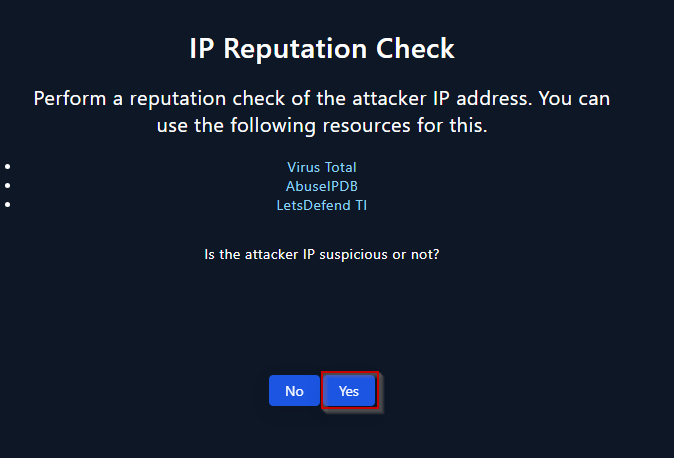 IP Reputation Check
Perform a reputation check of the attacker IP address. You can
use the following resources for this.
Virus Total
AbuseIPDB
LetsDefend TI
Is the attacker IP suspicious or not?
No
Yes